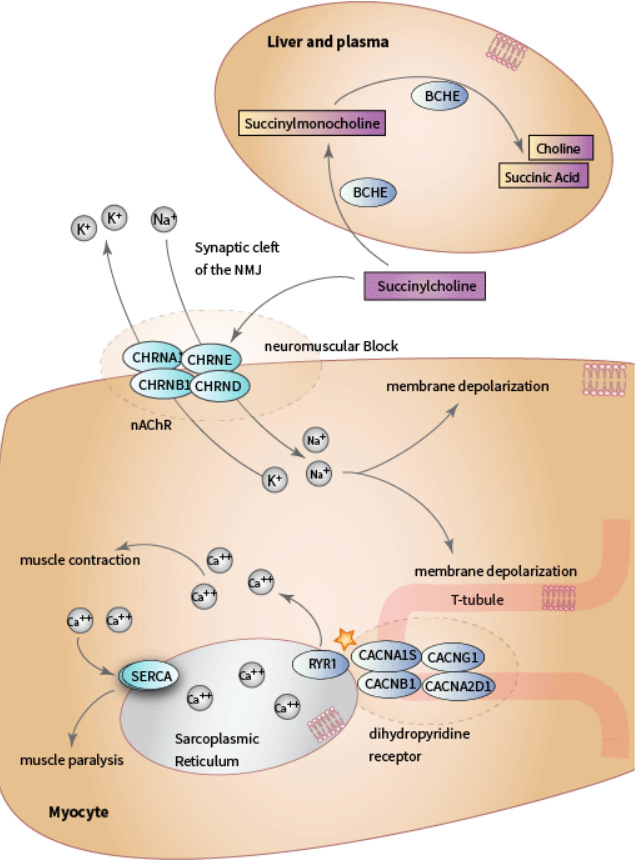 Liver and plasma
BCHE
Succinylmonocholine
Choline
Succinic Acid
BCHE
K+
K+
Na+
Synaptic cleft
of the NMJ
Succinylcholine
neuromuscular Block
CHRNA1
CHRNE
CHRNB1
CHRND
membrane depolarization
nAChR
Na+
Na+
K+
muscle contraction
Ca++
Ca++
Ca++
membrane depolarization
T-tubule
Ca++
Ca++
SERCA
RYR1
CACNA1S
CACNG1
CACNB1
CACNA2D1
Ca++
Ca++
Ca++
Sarcoplasmic
Reticulum
dihydropyridine
receptor
muscle paralysis
Myocyte